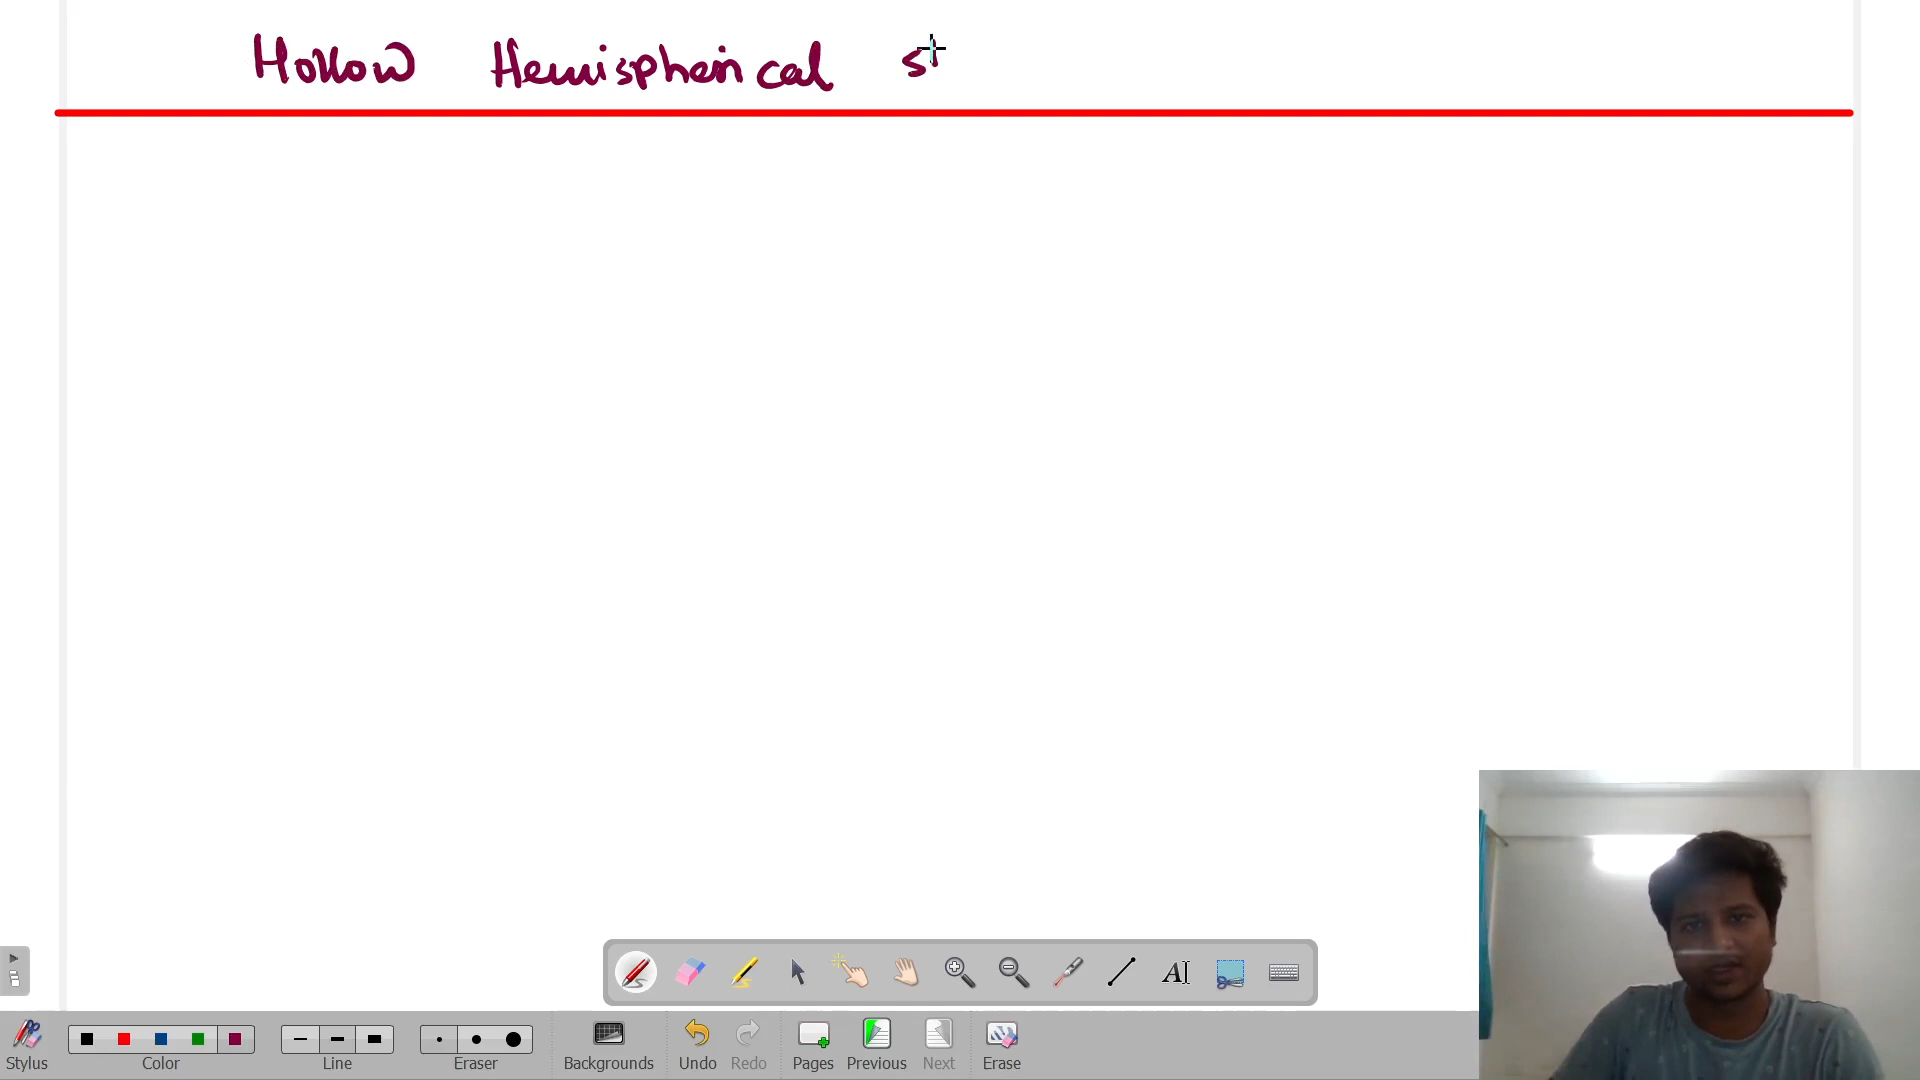 Hollow Hemispherical s
Stylus Color Line Eraser Backgrounds Undo Redo Pages Previous Next Erase